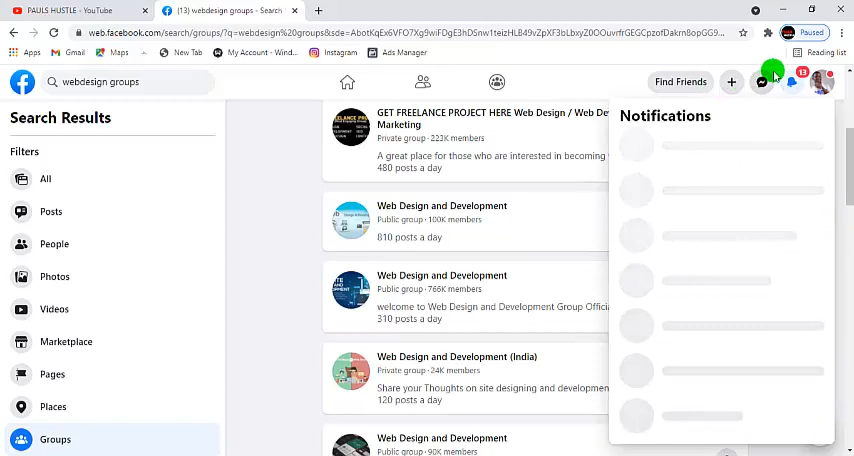 PAULS HUSTLE - YouTube
(13) webdesign groups - Search
web.facebook.com/search/groups/?q=webdesign%20groups&sde=
Paused
Apps
Gmail
Maps
New Tab
My Account - Wind...
Instagram
Ads Manager
Reading list
webdesign groups
Find Friends
13
Search Results
Filters
All
Posts
People
Photos
Videos
Marketplace
Pages
Places
Groups
GET FREELANCE PROJECT HERE Web Design / Web De
Marketing
Private group · 223K members
A great place for those who are interested in becoming
480 posts a day
Web Design and Development
Public group · 100K members
810 posts a day
Web Design and Development
Public group · 766K members
welcome to Web Design and Development Group Offici
310 posts a day
Web Design and Development (India)
Private group · 24K members
Share your Thoughts on site designing and developmen
120 posts a day
Web Design and Development
Public group · 90K members
Notifications